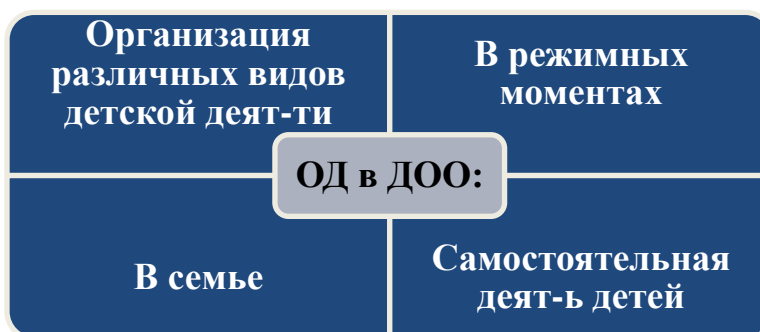 Организация
различных видов
детской деят-ти
В режимных
моментах
ОД в ДОО:
В семье
Самостоятельная
деят-ь детей